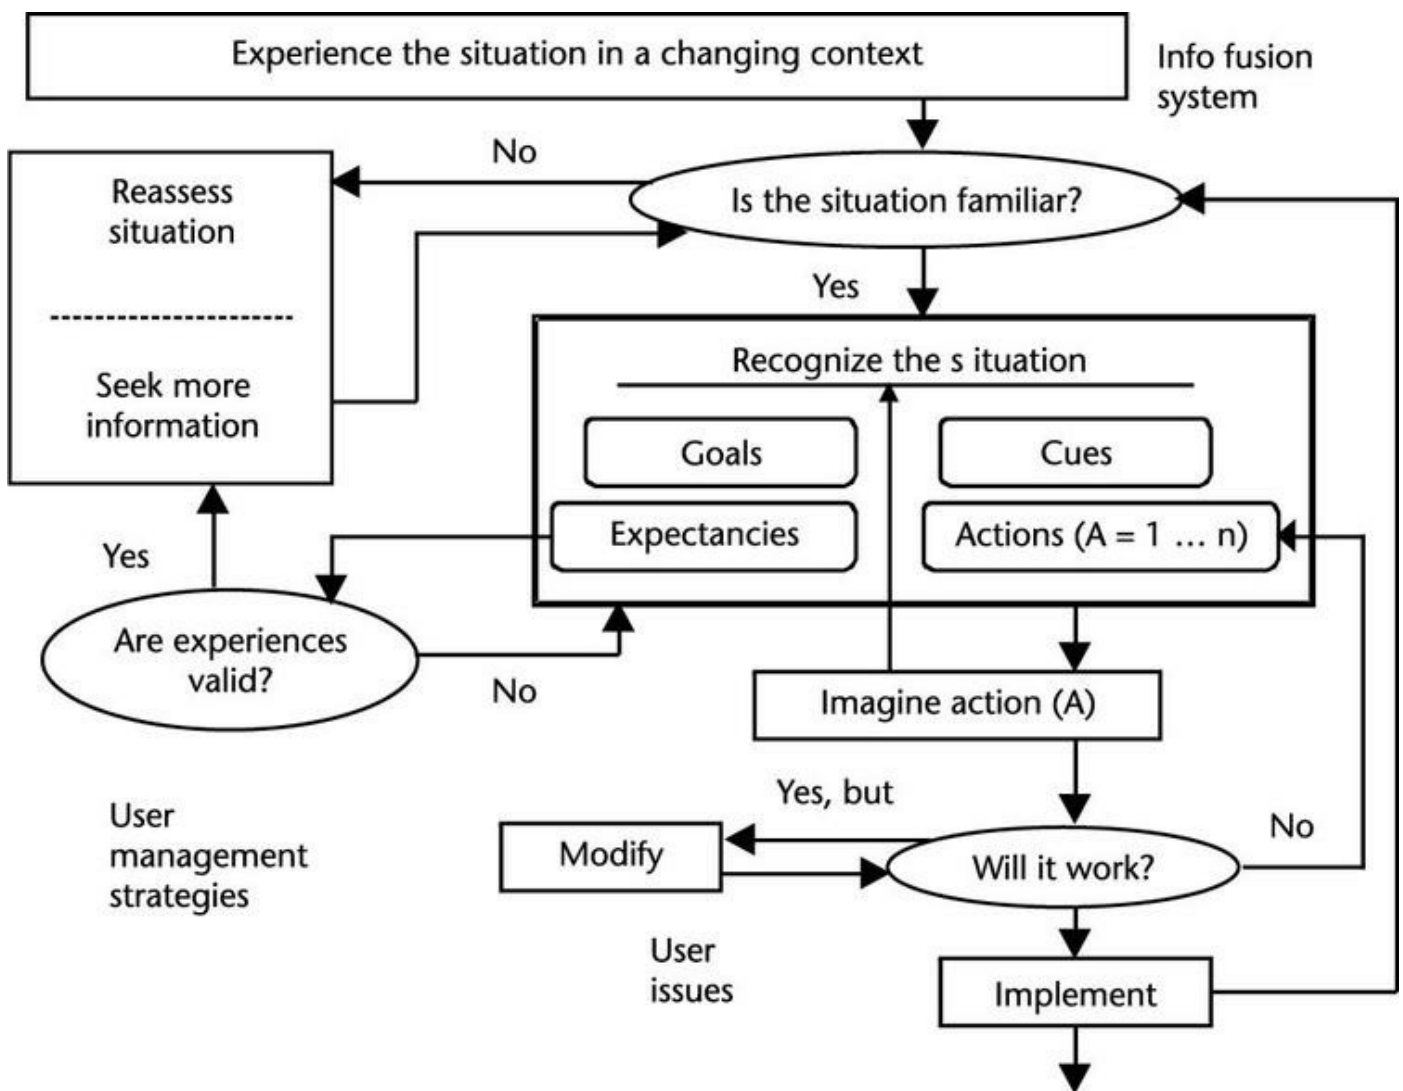 Experience the situation in a changing context
Info fusion
system
No
Reassess
situation
Is the situation familiar?
Yes
Seek more
information
Recognize the s ituation
Goals
Cues
Expectancies
Actions (A = 1 ... n)
Yes
Are experiences
valid?
No
Imagine action (A)
Yes, but
No
User
management
strategies
Modify
Will it work?
User
issues
Implement